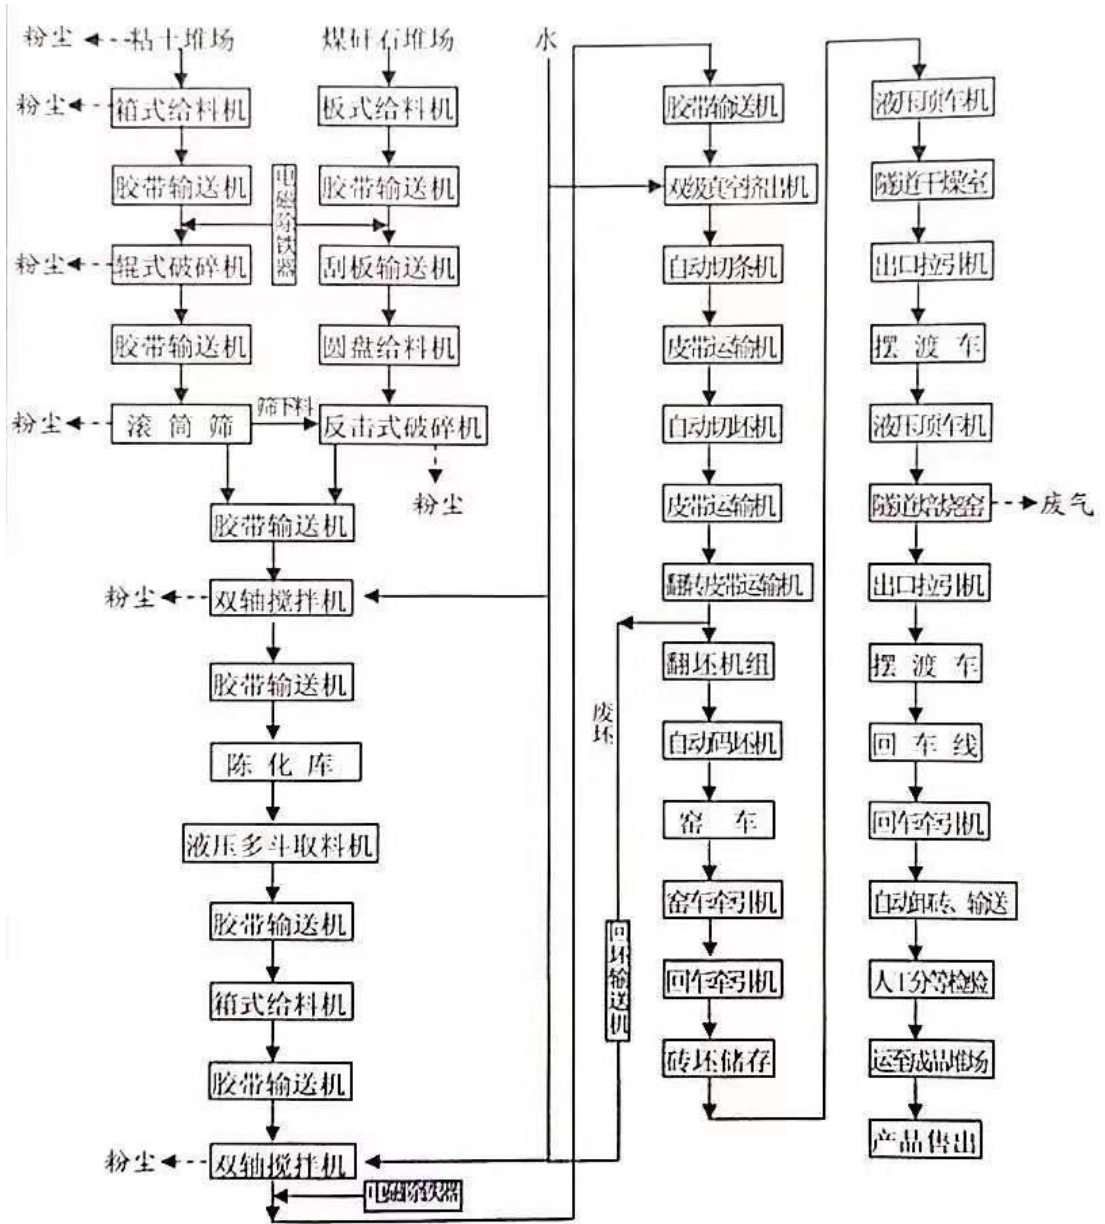 粉尘
粘土堆场
箱式给料机
粉尘
胶带输送机
辊式破碎机
粉尘
胶带输送机
滚筒筛
粉尘
筛下料
煤矸石堆场
板式给料机
胶带输送机
电磁除铁器
刮板输送机
圆盘给料机
反击式破碎机
粉尘
胶带输送机
双轴搅拌机
粉尘
胶带输送机
陈化库
液压多斗取料机
胶带输送机
箱式给料机
胶带输送机
双轴搅拌机
粉尘
电磁除铁器
水
胶带输送机
双级真空挤出机
自动切条机
皮带运输机
自动切坯机
皮带运输机
翻转皮带运输机
废坯
回坯输送机
翻坯机组
自动码坯机
窑车
窑车牵引机
回车牵引机
砖坯储存
液压顶车机
隧道干燥室
出口拉引机
摆渡车
液压顶车机
隧道焙烧窑
废气
出口拉引机
摆渡车
回车线
回车牵引机
自动卸砖、输送
人工分等检验
运至成品堆场
产品售出